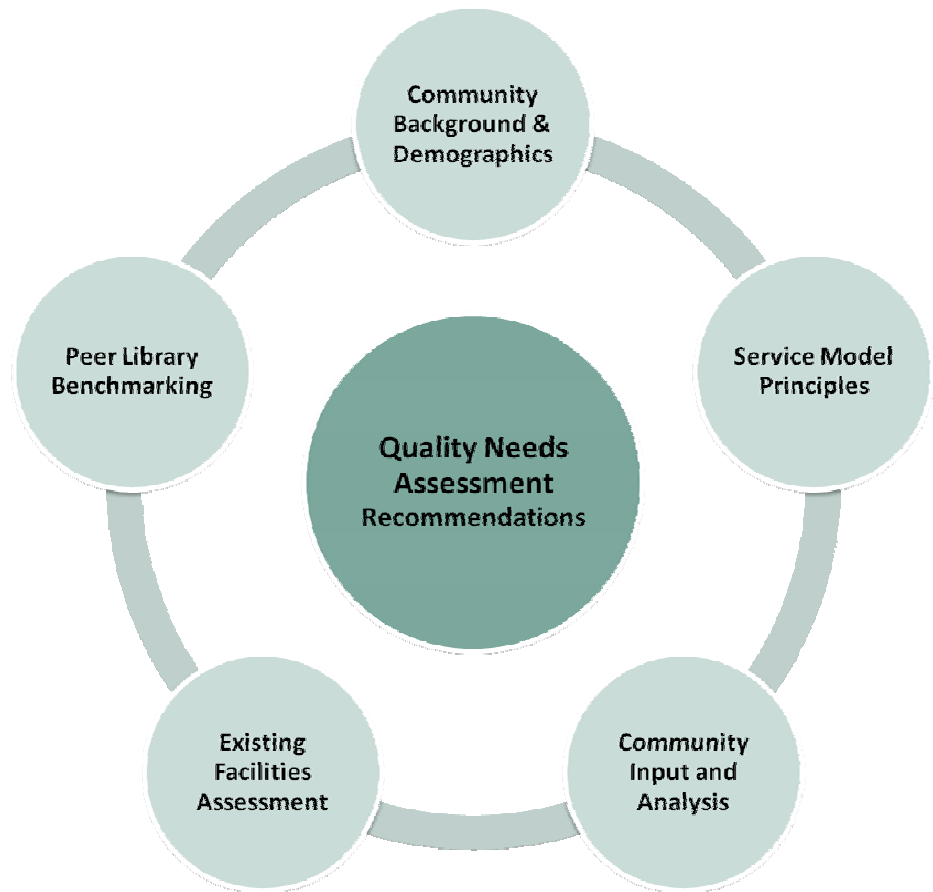 Community
Background &
Demographics
Peer Library
Benchmarking
Service Model
Principles
Quality Needs
Assessment
Recommendations
Existing
Facilities
Assessment
Community
Input and
Analysis